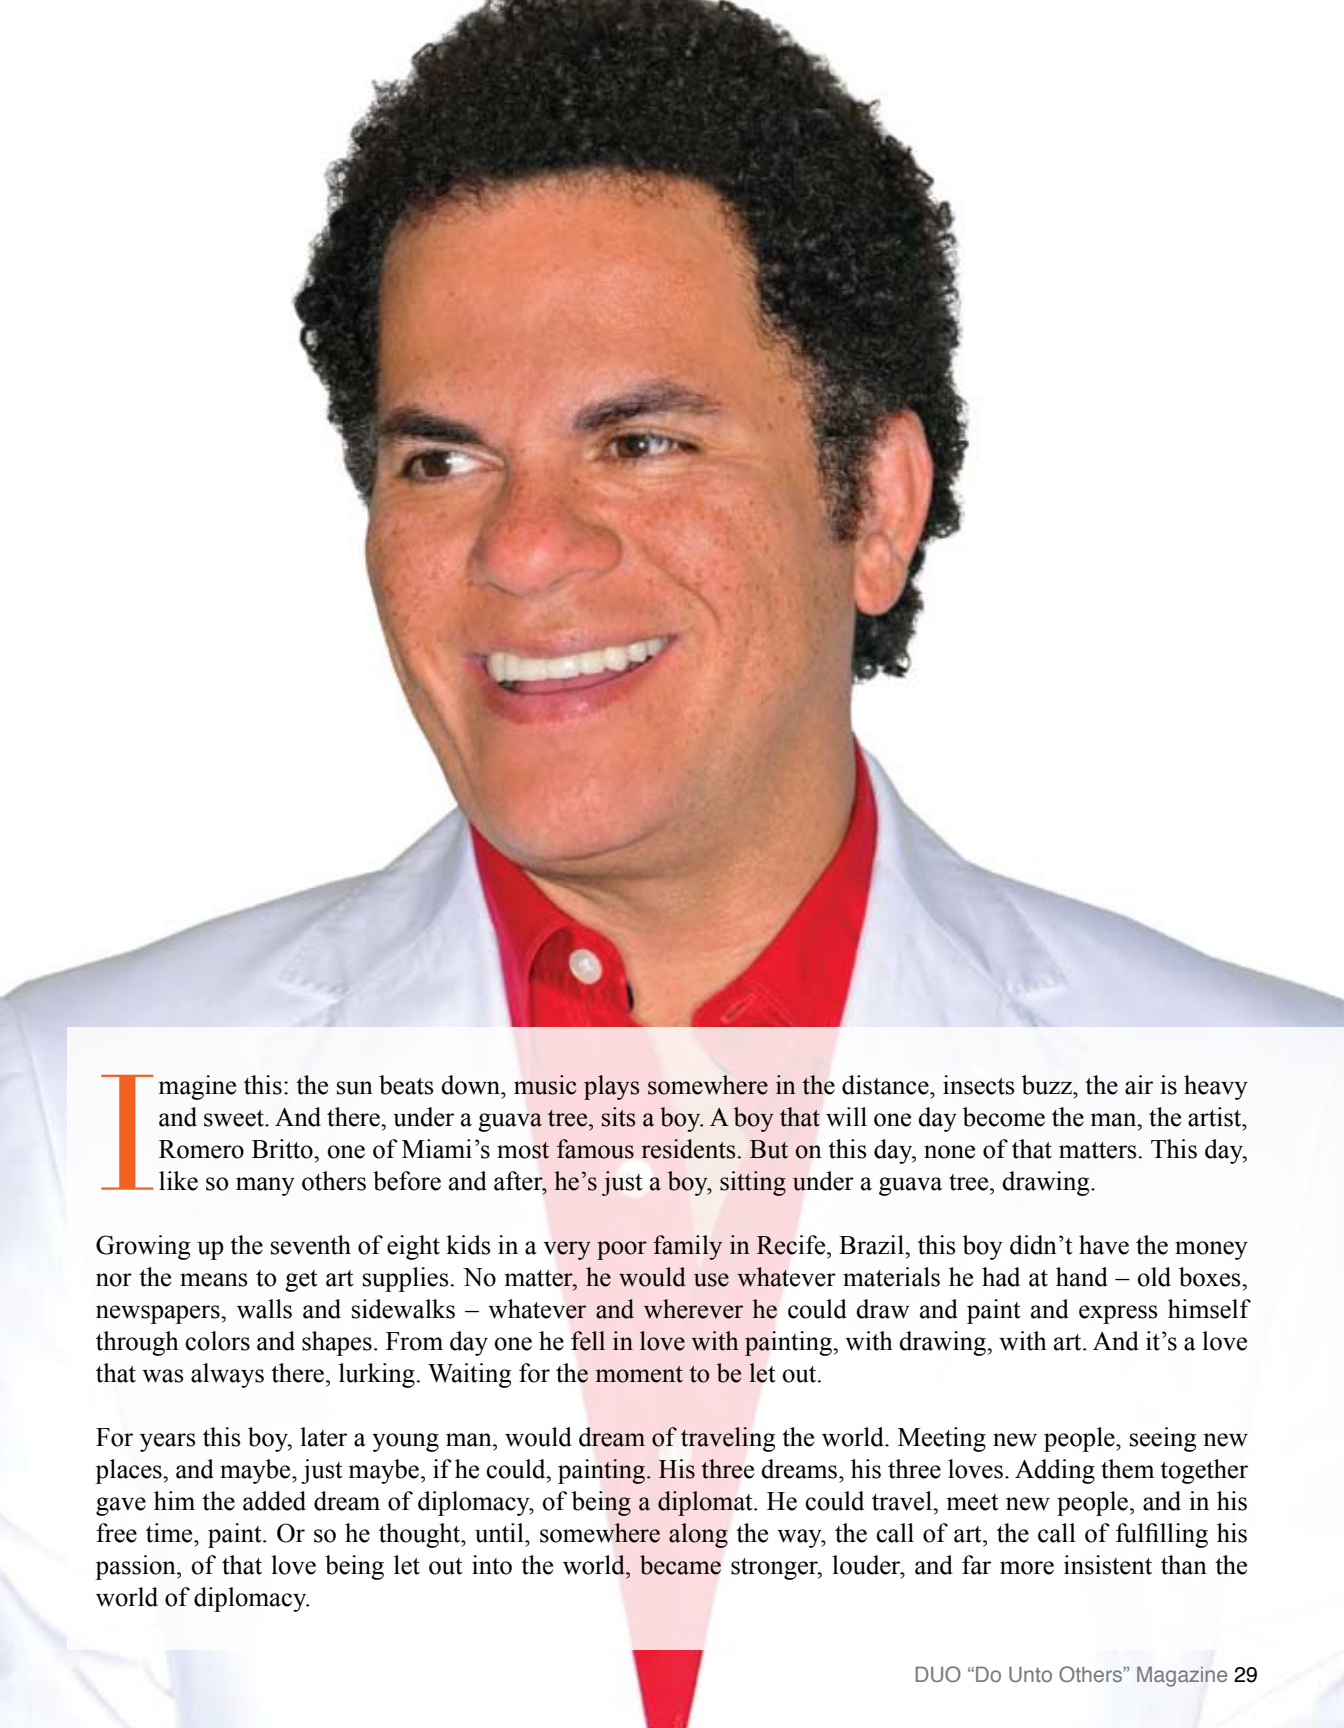 Imagine this: the sun beats down, music plays somewhere in the distance, insects buzz, the air is heavy
and sweet. And there, under a guava tree, sits a boy. A boy that will one day become the man, the artist,
Romero Britto, one of Miami’s most famous residents. But on this day, none of that matters. This day,
like so many others before and after, he’s just a boy, sitting under a guava tree, drawing.
Growing up the seventh of eight kids in a very poor family in Recife, Brazil, this boy didn’t have the money
nor the means to get art supplies. No matter, he would use whatever materials he had at hand – old boxes,
newspapers, walls and sidewalks – whatever and wherever he could draw and paint and express himself
through colors and shapes. From day one he fell in love with painting, with drawing, with art. And it’s a love
that was always there, lurking. Waiting for the moment to be let out.
For years this boy, later a young man, would dream of traveling the world. Meeting new people, seeing new
places, and maybe, just maybe, if he could, painting. His three dreams, his three loves. Adding them together
gave him the added dream of diplomacy, of being a diplomat. He could travel, meet new people, and in his
free time, paint. Or so he thought, until, somewhere along the way, the call of art, the call of fulfilling his
passion, of that love being let out into the world, became stronger, louder, and far more insistent than the
world of diplomacy.
DUO “Do Unto Others” Magazine 29